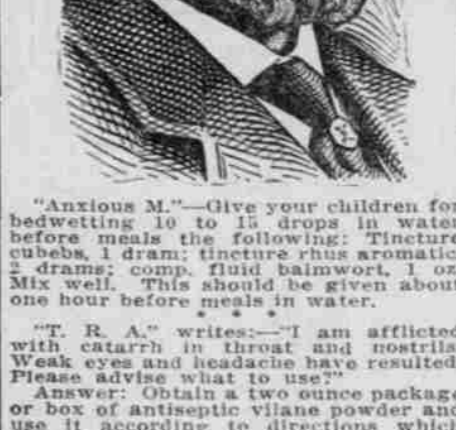 "Anxious M."—Give your children for
bedwetting 10 to 15 drops in water
before meals the following: Tincture
cubebs, 1 dram; tincture rhus aromatic
2 drams; comp. fluid balmwort, 1 oz
Mix well. This should be given about
one hour before meals in water.
* * *
"T. R. A." writes:—"I am afflicted
with catarrh in throat and nostrils
Weak eyes and headache have resulted
Please advise what to use?"
Answer: Obtain a two ounce package
or box of antiseptic vilane powder and
use it according to directions which